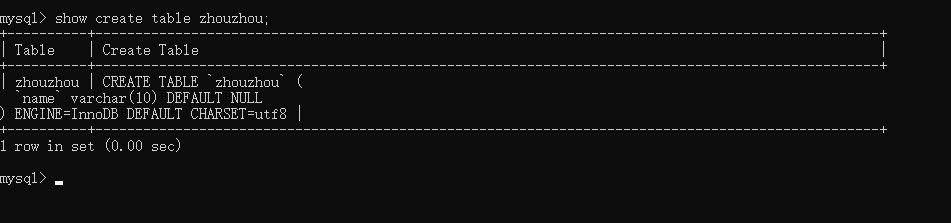 mysql> show create table zhouzhou;
+----------+------------------------------------------------------------------------------------------------------------------+
| Table    | Create Table                                                                                                     |
+----------+------------------------------------------------------------------------------------------------------------------+
| zhouzhou | CREATE TABLE `zhouzhou` (
  `name` varchar(10) DEFAULT NULL
) ENGINE=InnoDB DEFAULT CHARSET=utf8 |
+----------+------------------------------------------------------------------------------------------------------------------+
1 row in set (0.00 sec)
mysql>